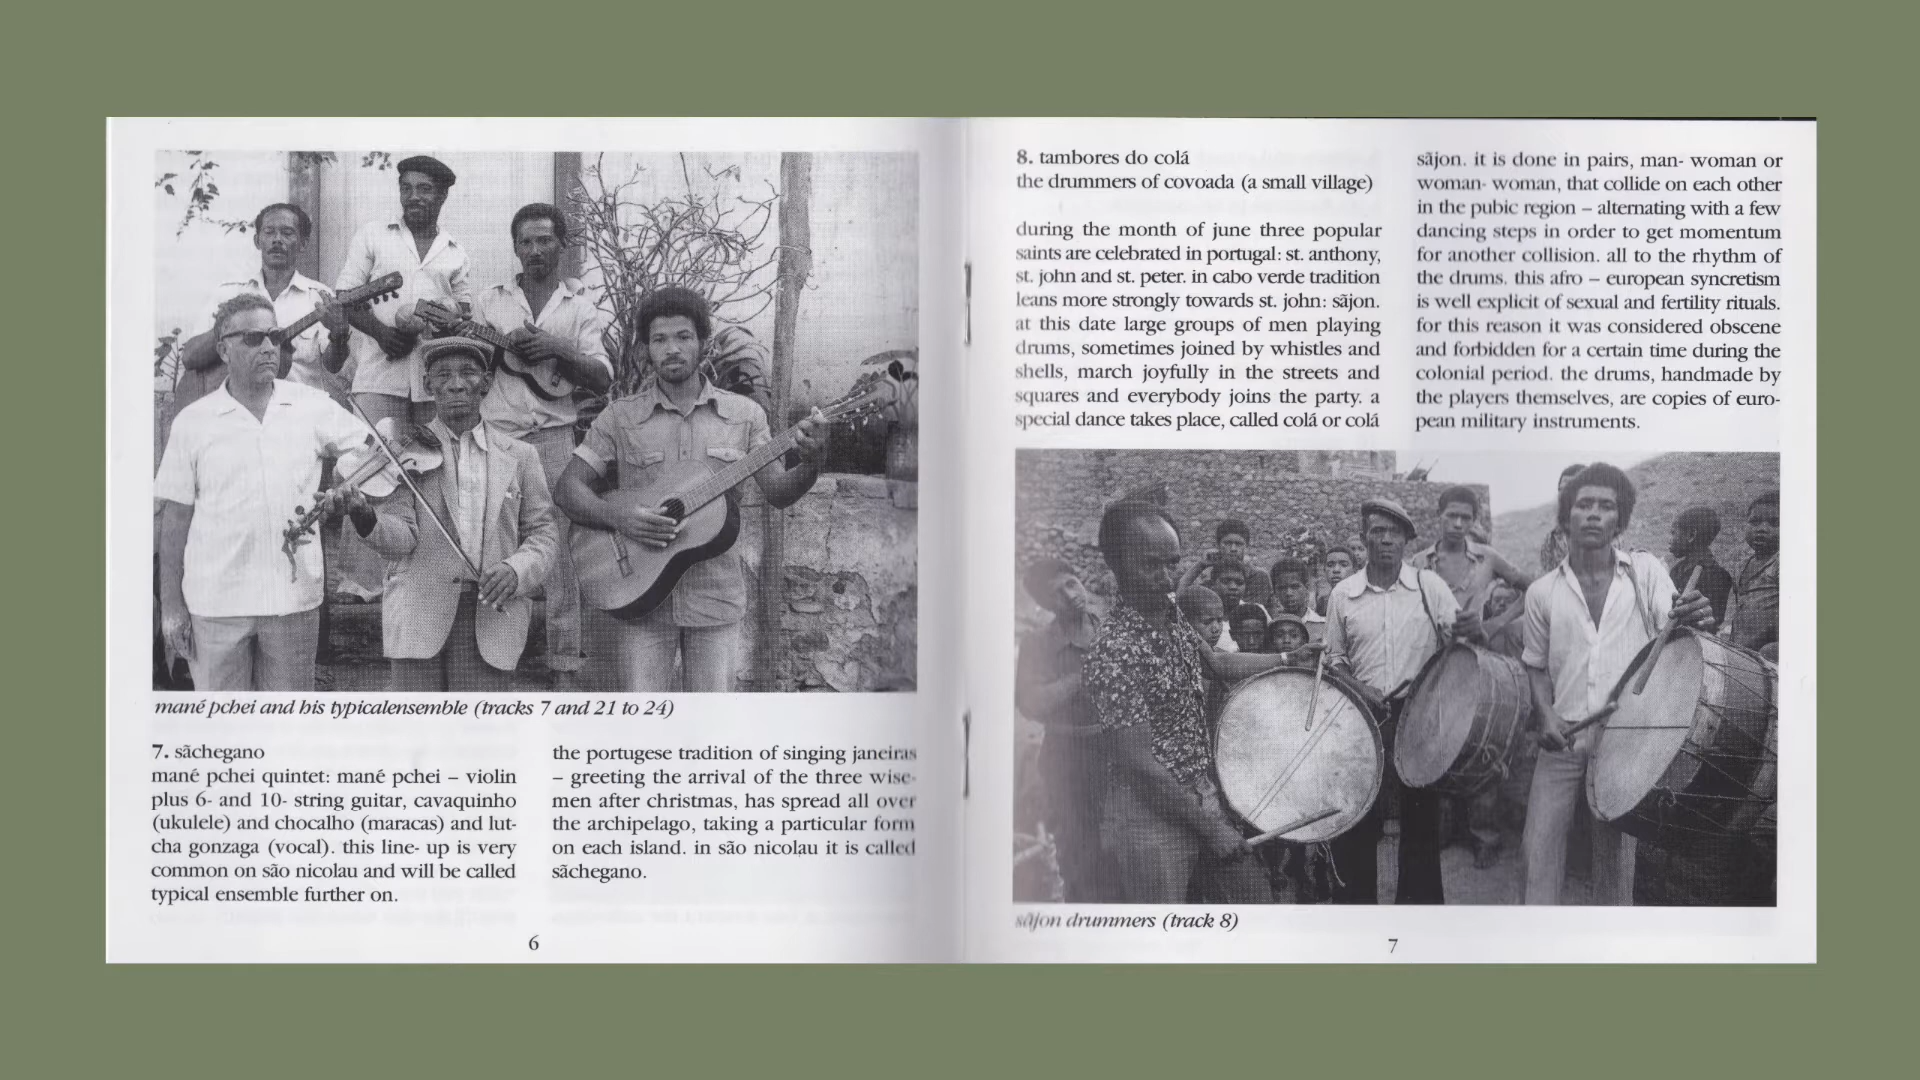 mané pchei and his typicalensemble (tracks 7 and 21 to 24)
7. sãchegano
mané pchei quintet: mané pchei – violin
plus 6- and 10- string guitar, cavaquinho
(ukulele) and chocalho (maracas) and lut-
cha gonzaga (vocal). this line- up is very
common on são nicolau and will be called
typical ensemble further on.
the portugese tradition of singing janeiras
– greeting the arrival of the three wise-
men after christmas, has spread all over
the archipelago, taking a particular form
on each island. in são nicolau it is called
sãchegano.
6
8. tambores do colá
the drummers of covoada (a small village)
during the month of june three popular
saints are celebrated in portugal: st. anthony,
st. john and st. peter. in cabo verde tradition
leans more strongly towards st. john: sãjon.
at this date large groups of men playing
drums, sometimes joined by whistles and
shells, march joyfully in the streets and
squares and everybody joins the party. a
special dance takes place, called colá or colá
sãjon. it is done in pairs, man- woman or
woman- woman, that collide on each other
in the pubic region – alternating with a few
dancing steps in order to get momentum
for another collision. all to the rhythm of
the drums. this afro – european syncretism
is well explicit of sexual and fertility rituals.
for this reason it was considered obscene
and forbidden for a certain time during the
colonial period. the drums, handmade by
the players themselves, are copies of euro-
pean military instruments.
sãjon drummers (track 8)
7